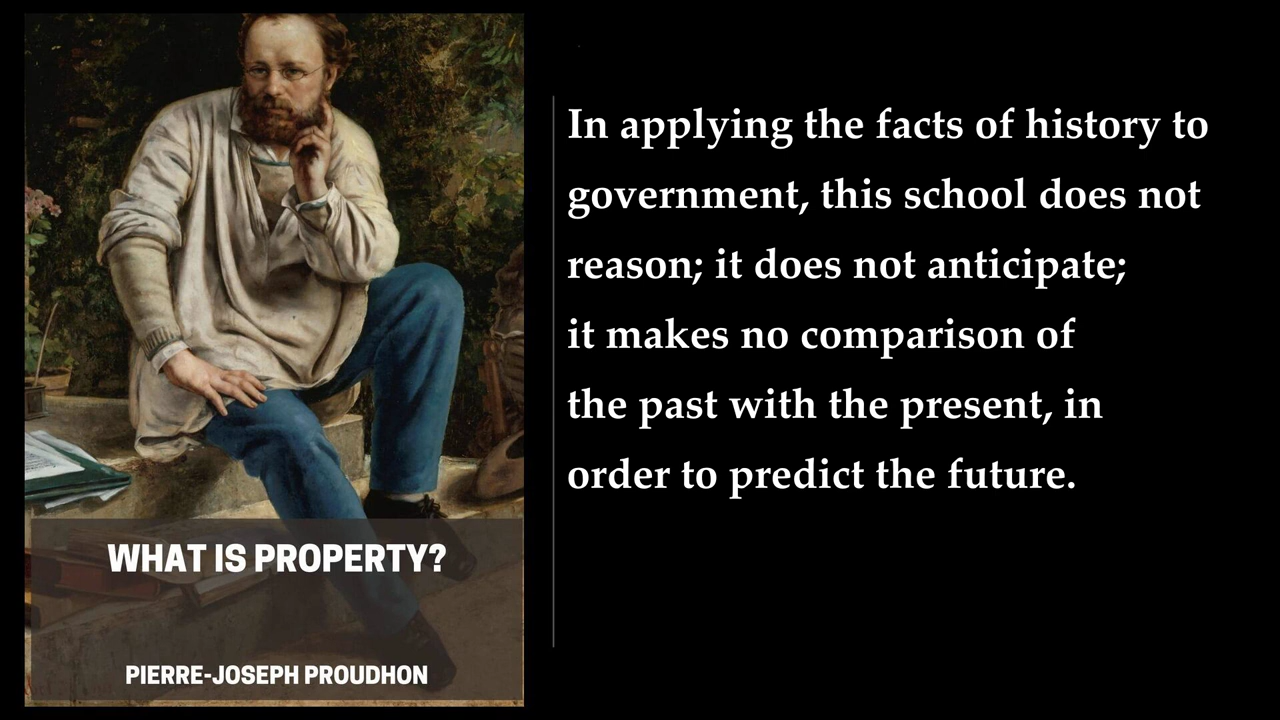 WHAT IS PROPERTY?
PIERRE-JOSEPH PROUDHON
In applying the facts of history to
government, this school does not
reason; it does not anticipate;
it makes no comparison of
the past with the present, in
order to predict the future.